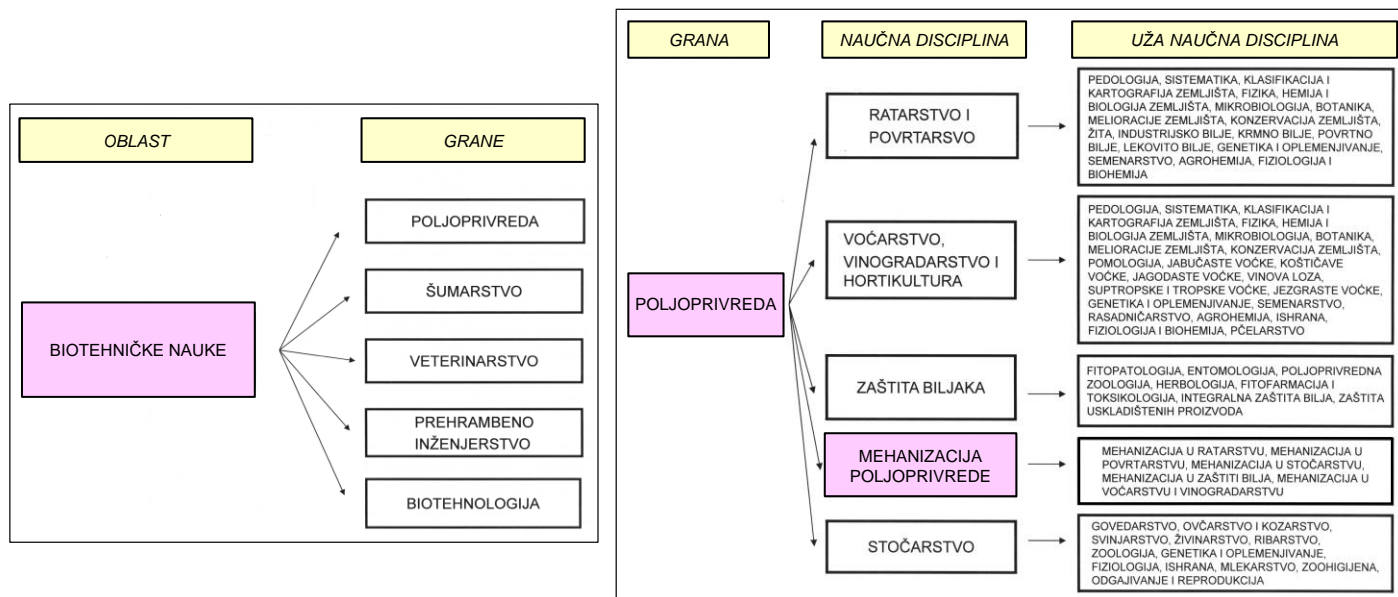 OBLAST
GRANE
BIOTEHNIČKE NAUKE
POLJOPRIVREDA
ŠUMARSTVO
VETERINARSTVO
PREHRAMBENO
INŽENJERSTVO
BIOTEHNOLOGIJA
GRANA
NAUČNA DISCIPLINA
UŽA NAUČNA DISCIPLINA
POLJOPRIVREDA
RATARSTVO I
POVRTARSVO
PEDOLOGIJA, SISTEMATIKA, KLASIFIKACIJA I
KARTOGRAFIJA ZEMLJIŠTA, FIZIKA, HEMIJA I
BIOLOGIJA ZEMLJIŠTA, MIKROBIOLOGIJA, BOTANIKA,
MELIORACIJE ZEMLJIŠTA, KONZERVACIJA ZEMLJIŠTA,
ŽITA, INDUSTRIJSKO BILJE, KRMNO BILJE, POVRTNO
BILJE, LEKOVITO BILJE, GENETIKA I OPLEMENJIVANJE,
SEMENARSTVO, AGROHEMIJA, FIZIOLOGIJA I
BIOHEMIJA
VOĆARSTVO,
VINOGRADARSTVO I
HORTIKULTURA
PEDOLOGIJA, SISTEMATIKA, KLASIFIKACIJA I
KARTOGRAFIJA ZEMLJIŠTA, FIZIKA, HEMIJA I
BIOLOGIJA ZEMLJIŠTA, MIKROBIOLOGIJA, BOTANIKA,
MELIORACIJE ZEMLJIŠTA, KONZERVACIJA ZEMLJIŠTA,
POMOLOGIJA, JABUČASTE VOĆKE, KOŠTIČAVE
VOĆKE, JAGODASTE VOĆKE, VINOVA LOZA,
SUPTROPSKE I TROPSKE VOĆKE, JEZGRASTE VOĆKE,
GENETIKA I OPLEMENJIVANJE, SEMENARSTVO,
RASADNIČARSTVO, AGROHEMIJA, ISHRANA,
FIZIOLOGIJA I BIOHEMIJA, PČELARSTVO
ZAŠTITA BILJAKA
FITOPATOLOGIJA, ENTOMOLOGIJA, POLJOPRIVREDNA
ZOOLOGIJA, HERBOLOGIJA, FITOFARMACIJA I
TOKSIKOLOGIJA, INTEGRALNA ZAŠTITA BILJA, ZAŠTITA
USKLADIŠTENIH PROIZVODA
MEHANIZACIJA
POLJOPRIVREDE
MEHANIZACIJA U RATARSTVU, MEHANIZACIJA U
POVRTARSTVU, MEHANIZACIJA U STOČARSTVU,
MEHANIZACIJA U ZAŠTITI BILJA, MEHANIZACIJA U
VOĆARSTVU I VINOGRADARSTVU
STOČARSTVO
GOVEDARSTVO, OVČARSTVO I KOZARSTVO,
SVINJARSTVO, ŽIVINARSTVO, RIBARSTVO,
ZOOLOGIJA, GENETIKA I OPLEMENJIVANJE,
FIZIOLOGIJA, ISHRANA, MLEKARSTVO, ZOOHIGIJENA,
ODGAJIVANJE I REPRODUKCIJA